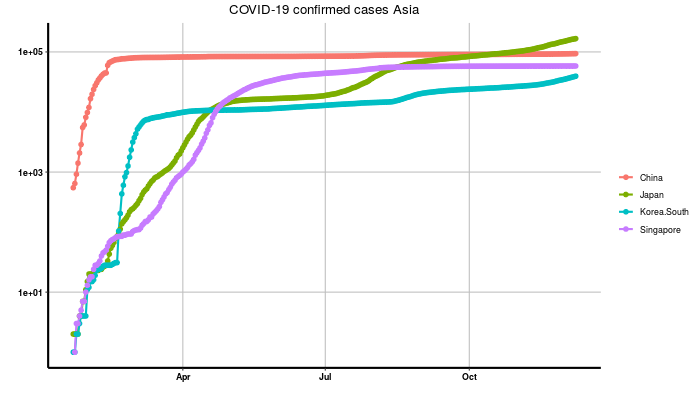 COVID-19 confirmed cases Asia
1e+05
1e+03
1e+01
Apr
Jul
Oct
China
Japan
Korea.South
Singapore